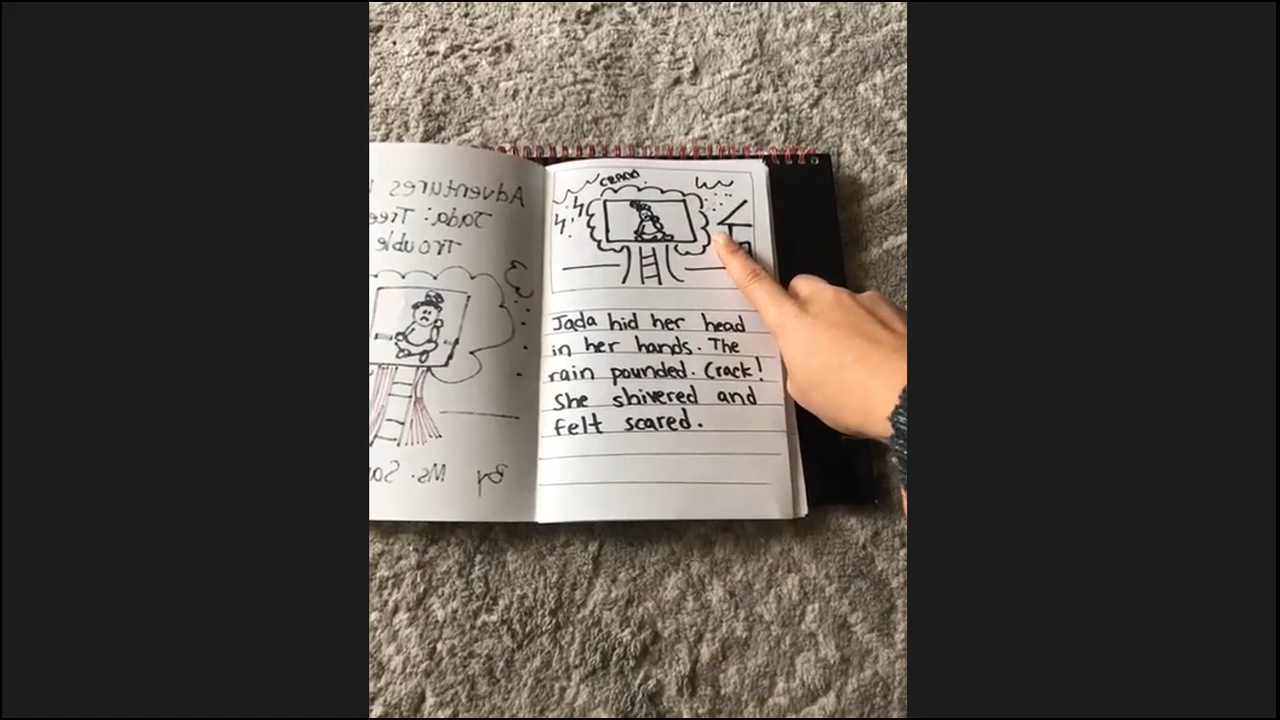 Adventures
Jada: Tree
Trouble
By Ms.
CRACK
Jada hid her head
in her hands. The
rain pounded. Crack!
She shivered and
felt scared.